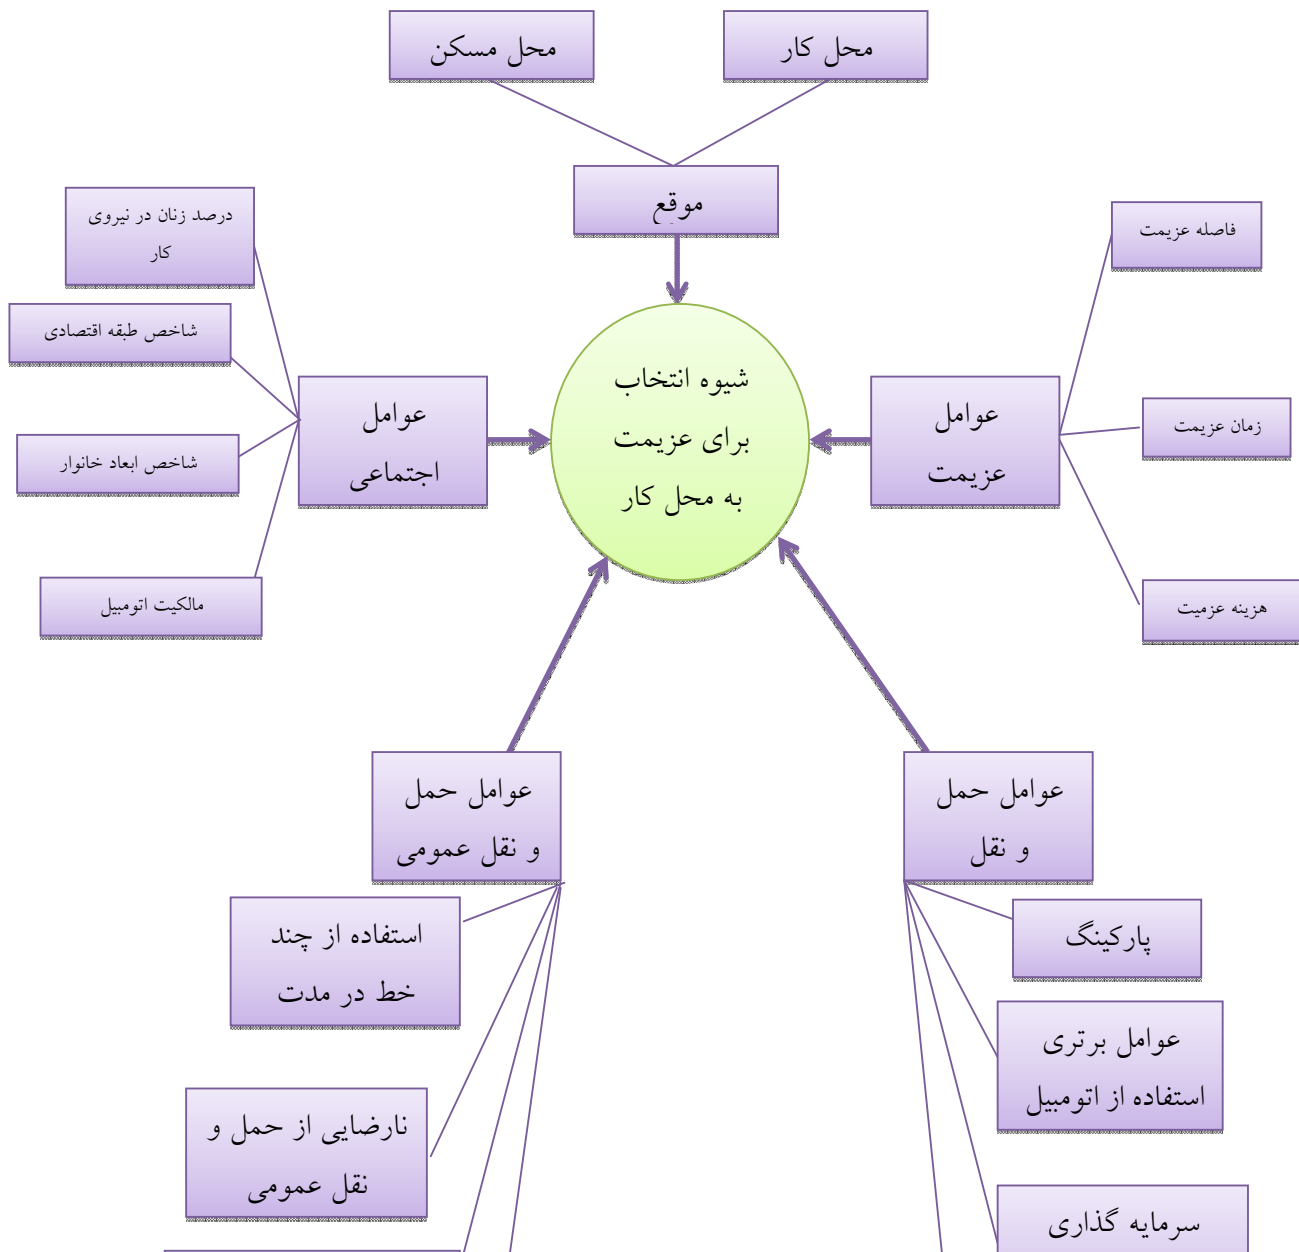 محل کار
محل مسکن
موقع
درصد زنان در نیروی
کار
شاخص طبقه اقتصادی
شاخص ابعاد خانوار
مالکیت اتومبیل
عوامل
اجتماعی
شیوه انتخاب
برای عزیمت
به محل کار
عوامل
عزیمت
فاصله عزیمت
زمان عزیمت
هزینه عزمیت
عوامل حمل
و نقل عمومی
استفاده از چند
خط در مدت
نارضایی از حمل و
نقل عمومی
عوامل حمل
و نقل
پارکینگ
عوامل برتری
استفاده از اتومبیل
سرمایه گذاری